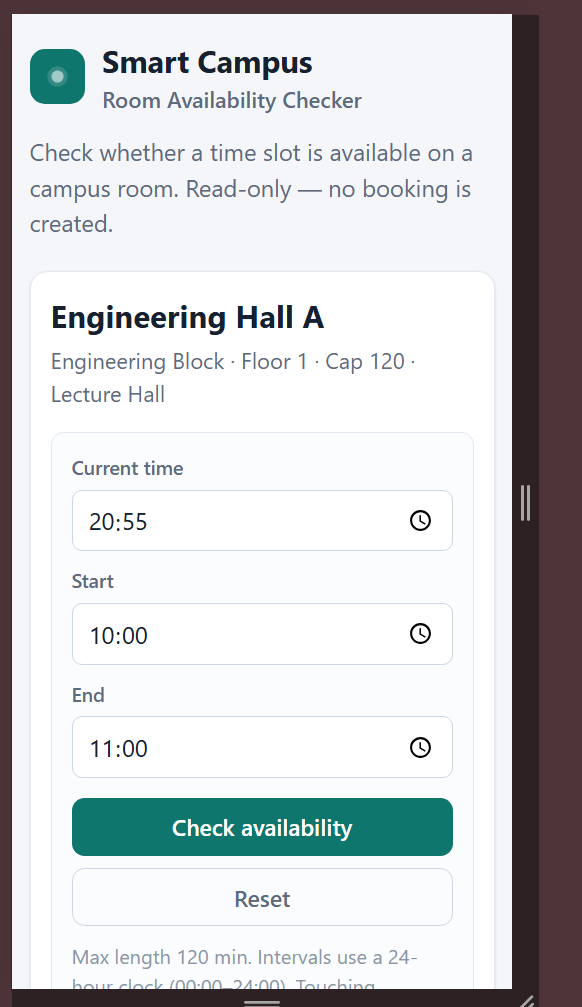 Smart Campus
Room Availability Checker
Check whether a time slot is available on a
campus room. Read-only — no booking is
created.
Engineering Hall A
Engineering Block · Floor 1 · Cap 120 ·
Lecture Hall
Current time
20:55
Start
10:00
End
11:00
Check availability
Reset
Max length 120 min. Intervals use a 24-
hour clock (00:00–24:00). Touching